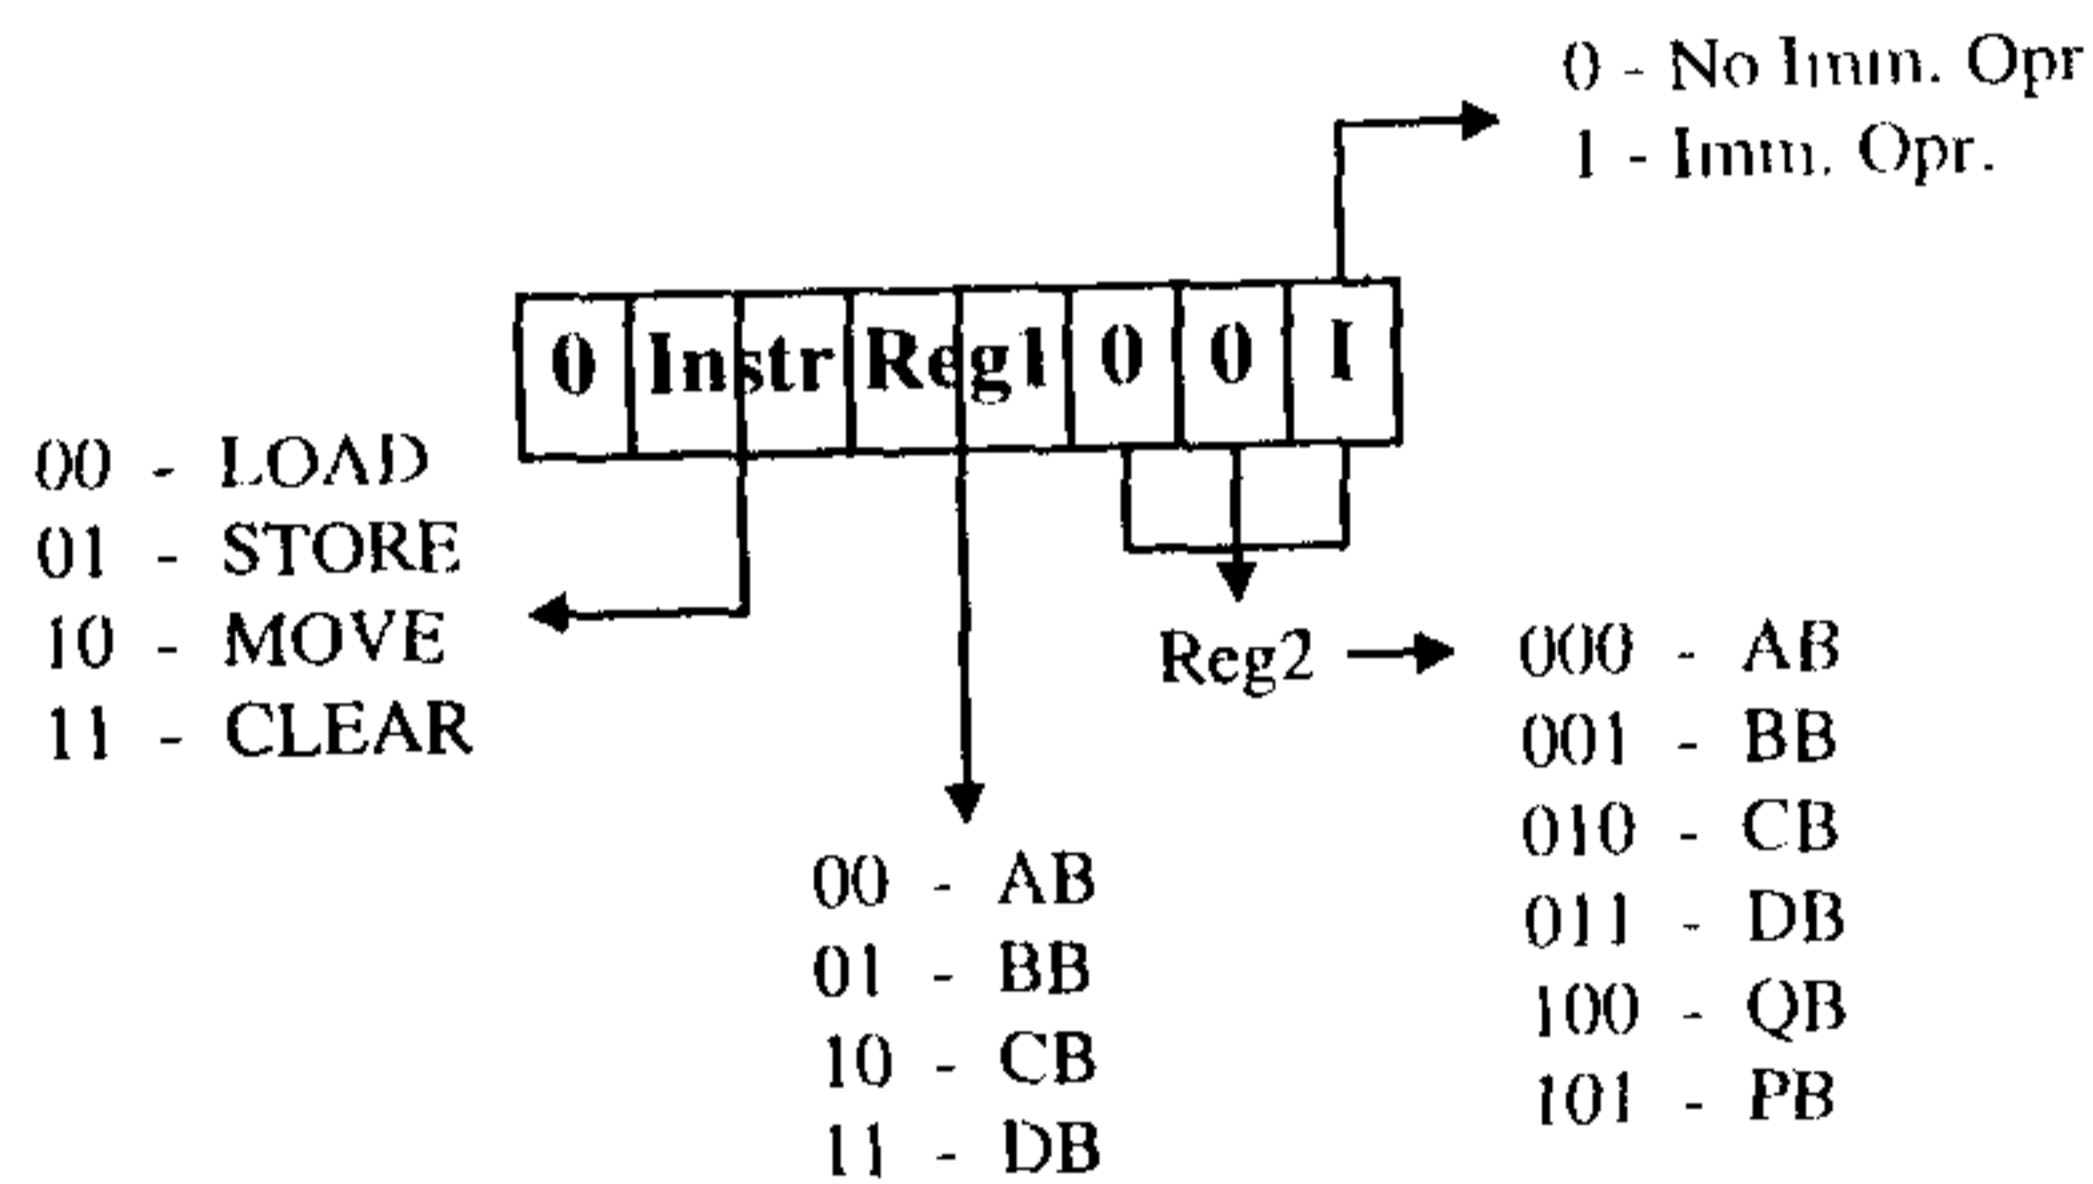 0 - No Imm. Opr
1 - Imm. Opr.
0 Instr Reg1 0 0 I
00 - LOAD
01 - STORE
10 - MOVE
11 - CLEAR
Reg2
000 - AB
001 - BB
010 - CB
011 - DB
100 - QB
101 - PB
00 - AB
01 - BB
10 - CB
11 - DB